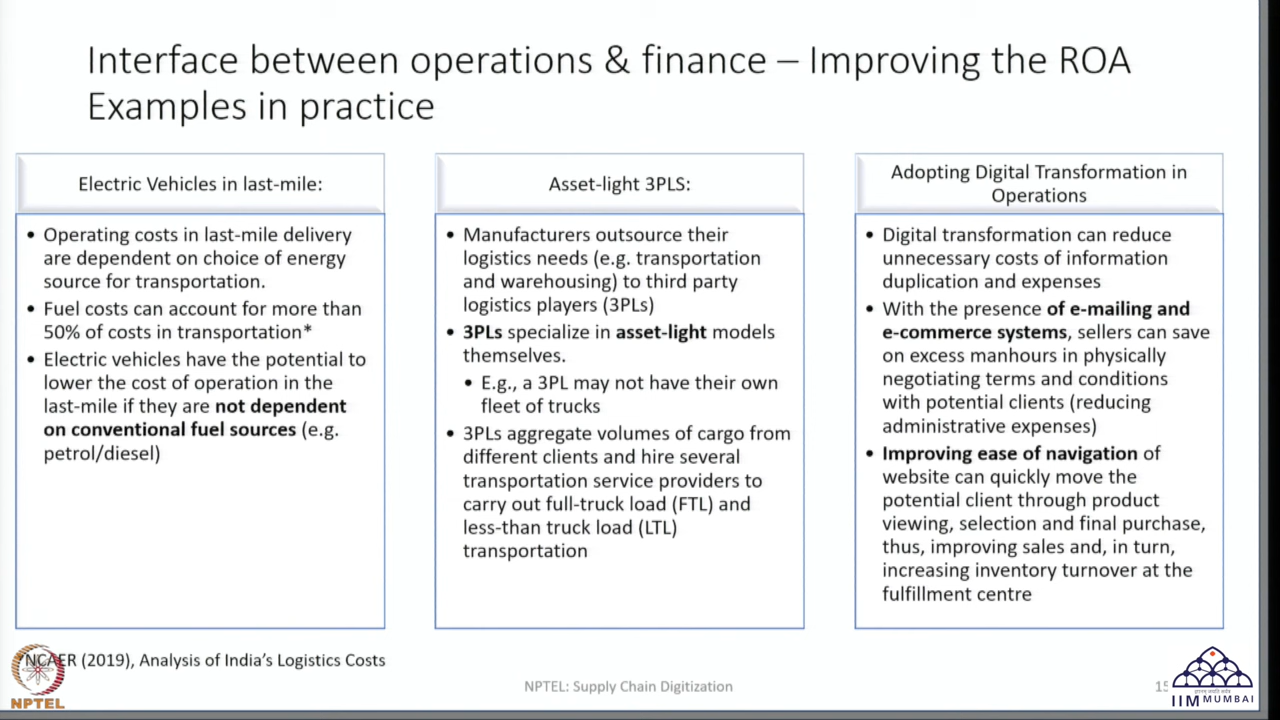 Interface between operations & finance – Improving the ROA
Examples in practice
Electric Vehicles in last-mile:
• Operating costs in last-mile delivery
are dependent on choice of energy
source for transportation.
• Fuel costs can account for more than
50% of costs in transportation*
• Electric vehicles have the potential to
lower the cost of operation in the
last-mile if they are not dependent
on conventional fuel sources (e.g.
petrol/diesel)
Asset-light 3PLS:
• Manufacturers outsource their
logistics needs (e.g. transportation
and warehousing) to third party
logistics players (3PLs)
• 3PLs specialize in asset-light models
themselves.
• E.g., a 3PL may not have their own
fleet of trucks
• 3PLs aggregate volumes of cargo from
different clients and hire several
transportation service providers to
carry out full-truck load (FTL) and
less-than truck load (LTL)
transportation
Adopting Digital Transformation in
Operations
• Digital transformation can reduce
unnecessary costs of information
duplication and expenses
• With the presence of e-mailing and
e-commerce systems, sellers can save
on excess manhours in physically
negotiating terms and conditions
with potential clients (reducing
administrative expenses)
• Improving ease of navigation of
website can quickly move the
potential client through product
viewing, selection and final purchase,
thus, improving sales and, in turn,
increasing inventory turnover at the
fulfillment centre
*NCAER (2019), Analysis of India's Logistics Costs
NPTEL
NPTEL: Supply Chain Digitization
15
IIM MUMBAI